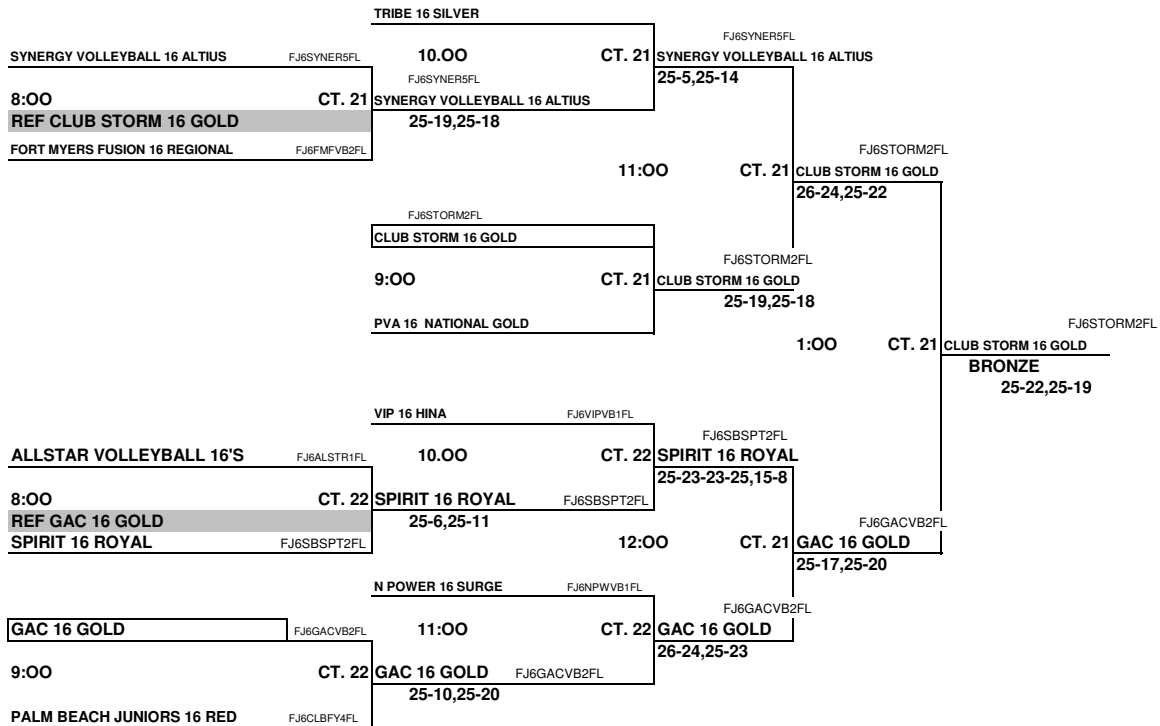 TRIBE 16 SILVER
FJ6SYNER5FL
SYNERGY VOLLEYBALL 16 ALTIUS FJ6SYNER5FL 10.OO CT. 21 SYNERGY VOLLEYBALL 16 ALTIUS
FJ6SYNER5FL 25-5,25-14
8:OO CT. 21 SYNERGY VOLLEYBALL 16 ALTIUS
REF CLUB STORM 16 GOLD 25-19,25-18
FORT MYERS FUSION 16 REGIONAL FJ6FMFVB2FL FJ6STORM2FL
11:OO CT. 21 CLUB STORM 16 GOLD
26-24,25-22
FJ6STORM2FL
CLUB STORM 16 GOLD
FJ6STORM2FL
9:OO CT. 21 CLUB STORM 16 GOLD
25-19,25-18
PVA 16 NATIONAL GOLD FJ6STORM2FL
1:OO CT. 21 CLUB STORM 16 GOLD
BRONZE
25-22,25-19
VIP 16 HINA FJ6VIPVB1FL
FJ6SBSPT2FL
ALLSTAR VOLLEYBALL 16'S FJ6ALSTR1FL 10.OO CT. 22 SPIRIT 16 ROYAL
25-23-23-25,15-8
8:OO CT. 22 SPIRIT 16 ROYAL FJ6SBSPT2FL
REF GAC 16 GOLD 25-6,25-11 FJ6GACVB2FL
SPIRIT 16 ROYAL FJ6SBSPT2FL 12:OO CT. 21 GAC 16 GOLD
25-17,25-20
N POWER 16 SURGE FJ6NPWVB1FL
FJ6GACVB2FL
GAC 16 GOLD FJ6GACVB2FL 11:OO CT. 22 GAC 16 GOLD
26-24,25-23
9:OO CT. 22 GAC 16 GOLD FJ6GACVB2FL
25-10,25-20
PALM BEACH JUNIORS 16 RED FJ6CLBFY4FL